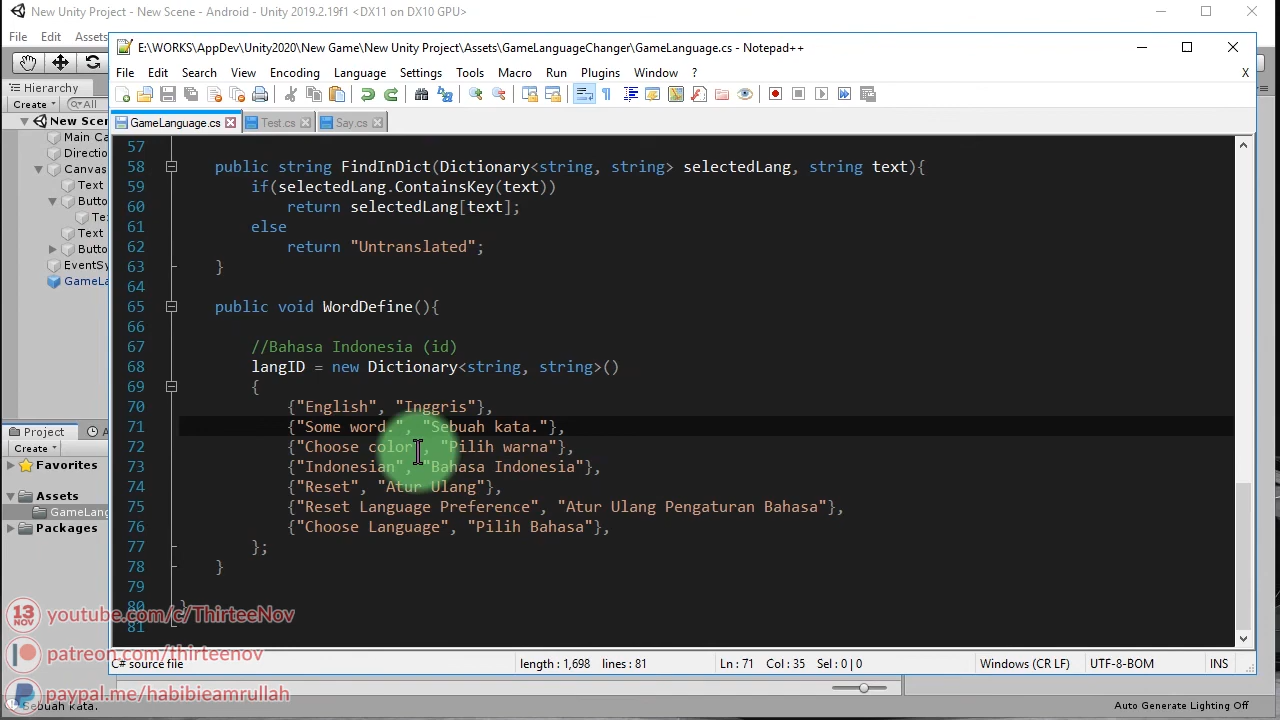 New Unity Project - New Scene - Android - Unity 2019.2.19f1 <DX11 on DX10 GPU>
File Edit Assets
E:\WORKS\AppDev\Unity2020\New Game\New Unity Project\Assets\GameLanguageChanger\GameLanguage.cs - Notepad++
File Edit Search View Encoding Language Settings Tools Macro Run Plugins Window ? X
Hierarchy
Create All
GameLanguage.cs Test.cs Say.cs
New Scen
Main Ca
Directio
Canvas
Text
Butto
Te
Text
Butto
EventSy
GameLa
57
58 public string FindInDict(Dictionary<string, string> selectedLang, string text){
59 if(selectedLang.ContainsKey(text))
60 return selectedLang[text];
61 else
62 return "Untranslated";
63 }
64
65 public void WordDefine(){
66
67 //Bahasa Indonesia (id)
68 langID = new Dictionary<string, string>()
69 {
70 {"English", "Inggris"},
71 {"Some word.", "Sebuah kata."},
72 {"Choose color", "Pilih warna"},
73 {"Indonesian", "Bahasa Indonesia"},
74 {"Reset", "Atur Ulang"},
75 {"Reset Language Preference", "Atur Ulang Pengaturan Bahasa"},
76 {"Choose Language", "Pilih Bahasa"},
77 };
78 }
79
80 }
81
Project A
Create
Favorites
Assets
GameLang
Packages
13 NOV youtube.com/c/ThirteeNov
patreon.com/thirteenov
paypal.me/habibieamrullah
C# source file length : 1,698 lines : 81 Ln : 71 Col : 35 Sel : 0 | 0 Windows (CR LF) UTF-8-BOM INS
Sebuah kata.
Auto Generate Lighting Off